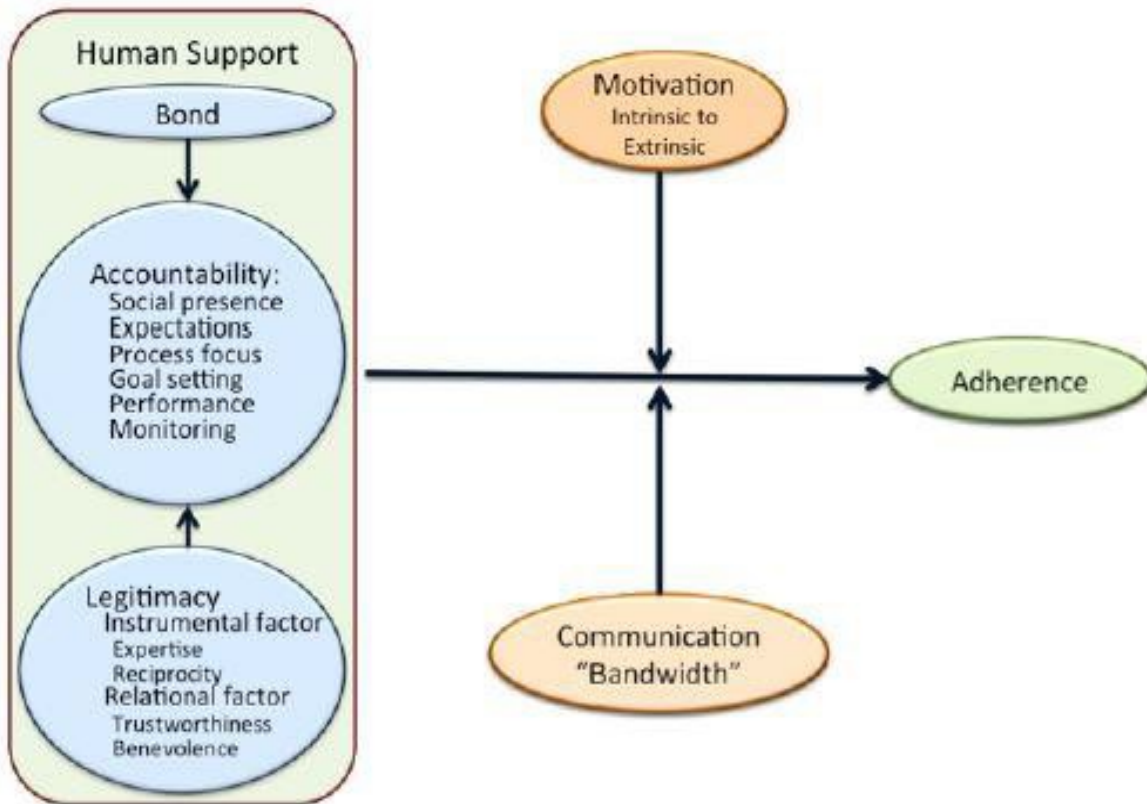 Human Support
Bond
Accountability:
Social presence
Expectations
Process focus
Goal setting
Performance
Monitoring
Legitimacy
Instrumental factor
Expertise
Reciprocity
Relational factor
Trustworthiness
Benevolence
Motivation
Intrinsic to
Extrinsic
Communication
“Bandwidth”
Adherence